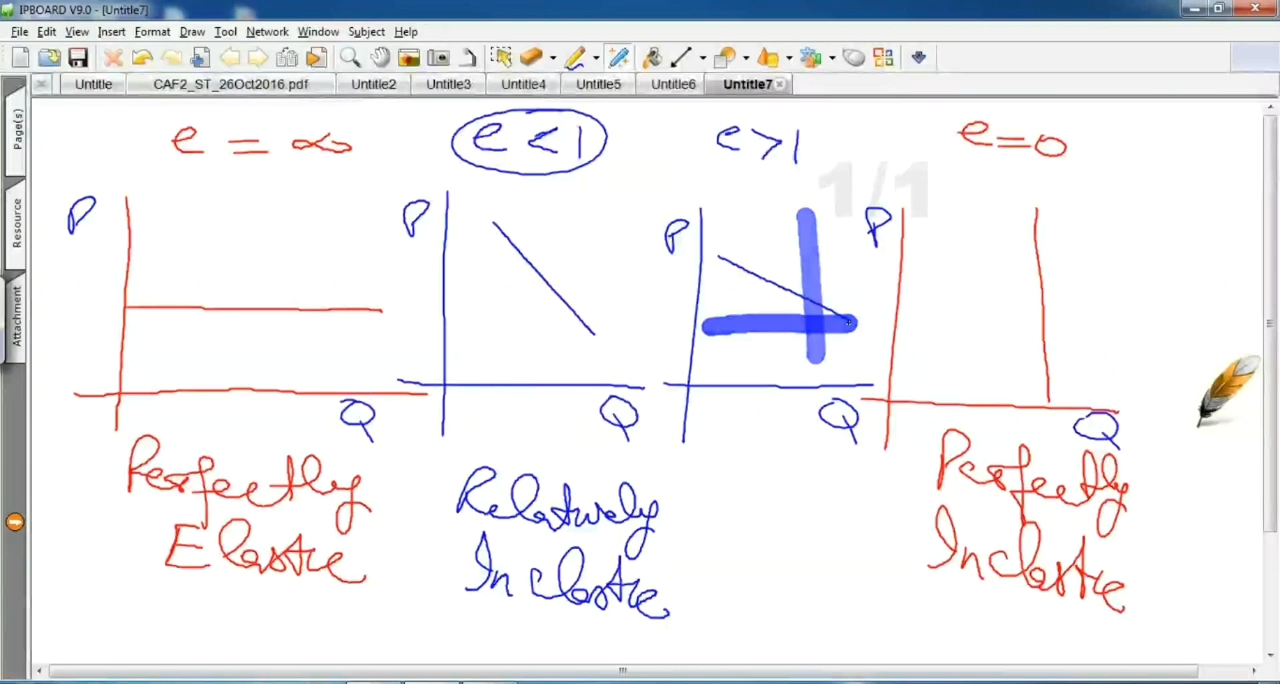 IPBOARD V9.0 - [Untitle7]
File Edit View Insert Format Draw Tool Network Window Subject Help
Untitle CAF2_ST_26Oct2016.pdf Untitle2 Untitle3 Untitle4 Untitle5 Untitle6 Untitle7
Page(s)
Resource
Attachment
e = ∞ e < 1 e > 1 e = 0
1/1
P P P P
Q Q Q Q
Perfectly
Elastic
Relatively
Inelastic
Perfectly
Inelastic